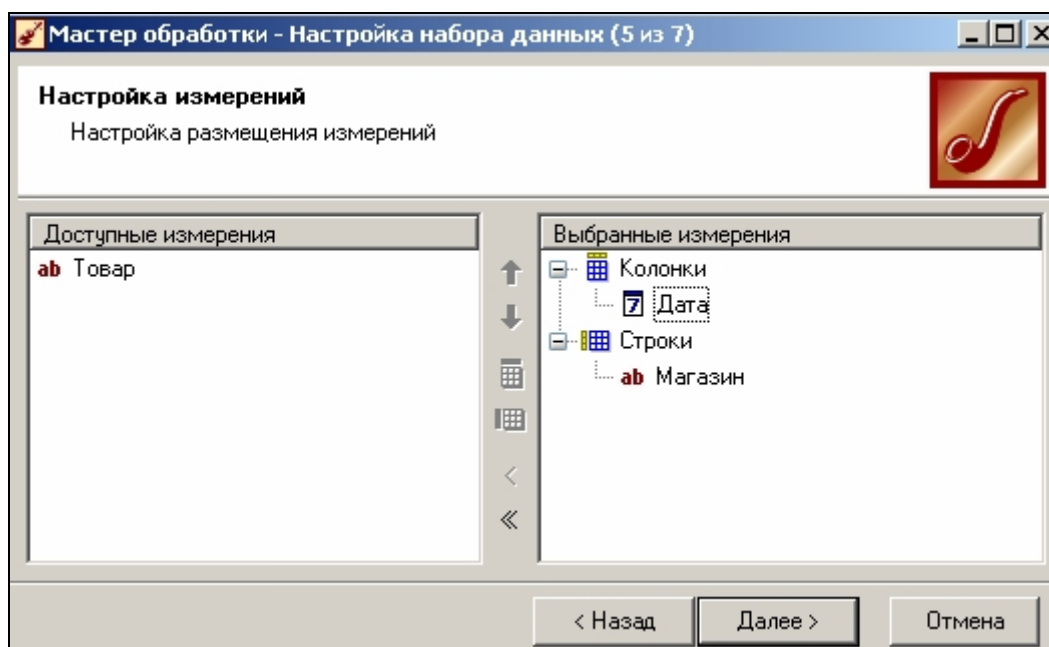 Мастер обработки - Настройка набора данных (5 из 7)
Настройка измерений
Настройка размещения измерений
Доступные измерения
ab Товар
Выбранные измерения
Колонки
7 Дата
Строки
ab Магазин
< Назад
Далее >
Отмена